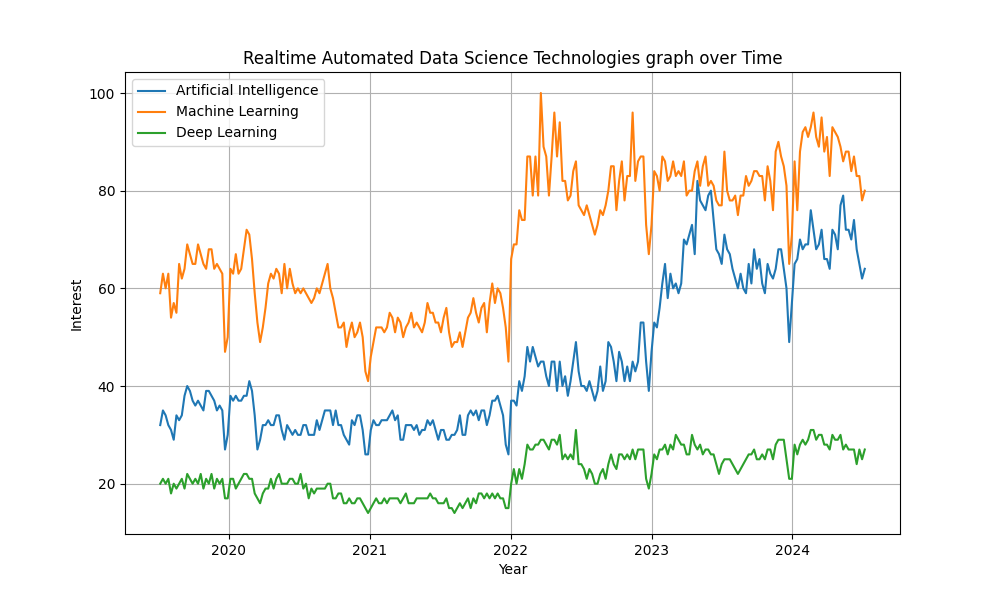 Realtime Automated Data Science Technologies graph over Time
Artificial Intelligence
Machine Learning
Deep Learning
100
80
60
40
20
Interest
2020 2021 2022 2023 2024
Year